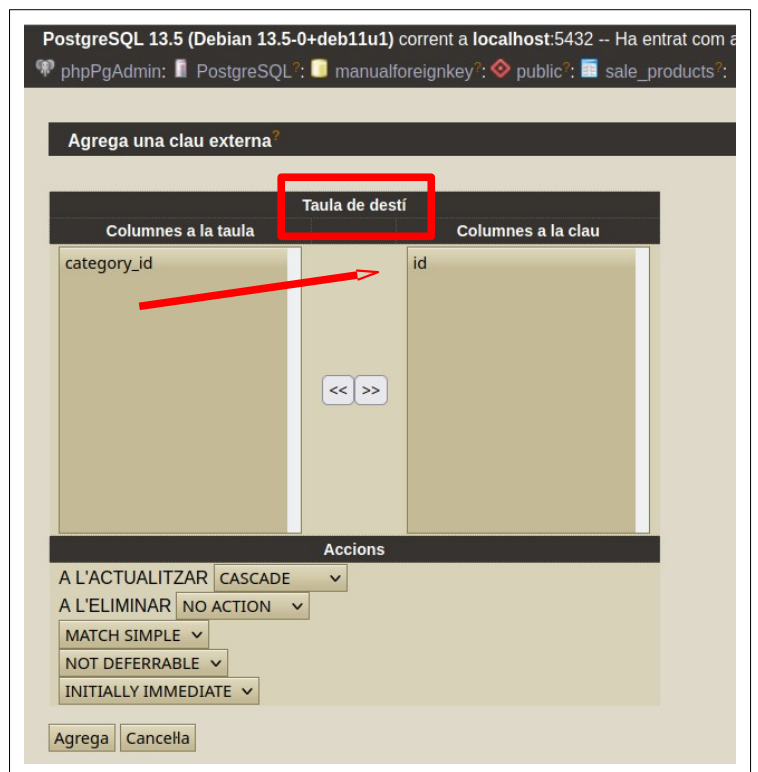 PostgreSQL 13.5 (Debian 13.5-0+deb11u1) corrent a localhost:5432 -- Ha entrat com a
phpPgAdmin: PostgreSQL?: manualforeignkey?: public?: sale_products?:
Agrega una clau externa?
Taula de destí
Columnes a la taula Columnes a la clau
category_id id
<< >>
Accions
A L'ACTUALITZAR CASCADE
A L'ELIMINAR NO ACTION
MATCH SIMPLE
NOT DEFERRABLE
INITIALLY IMMEDIATE
Agrega Canceŀla